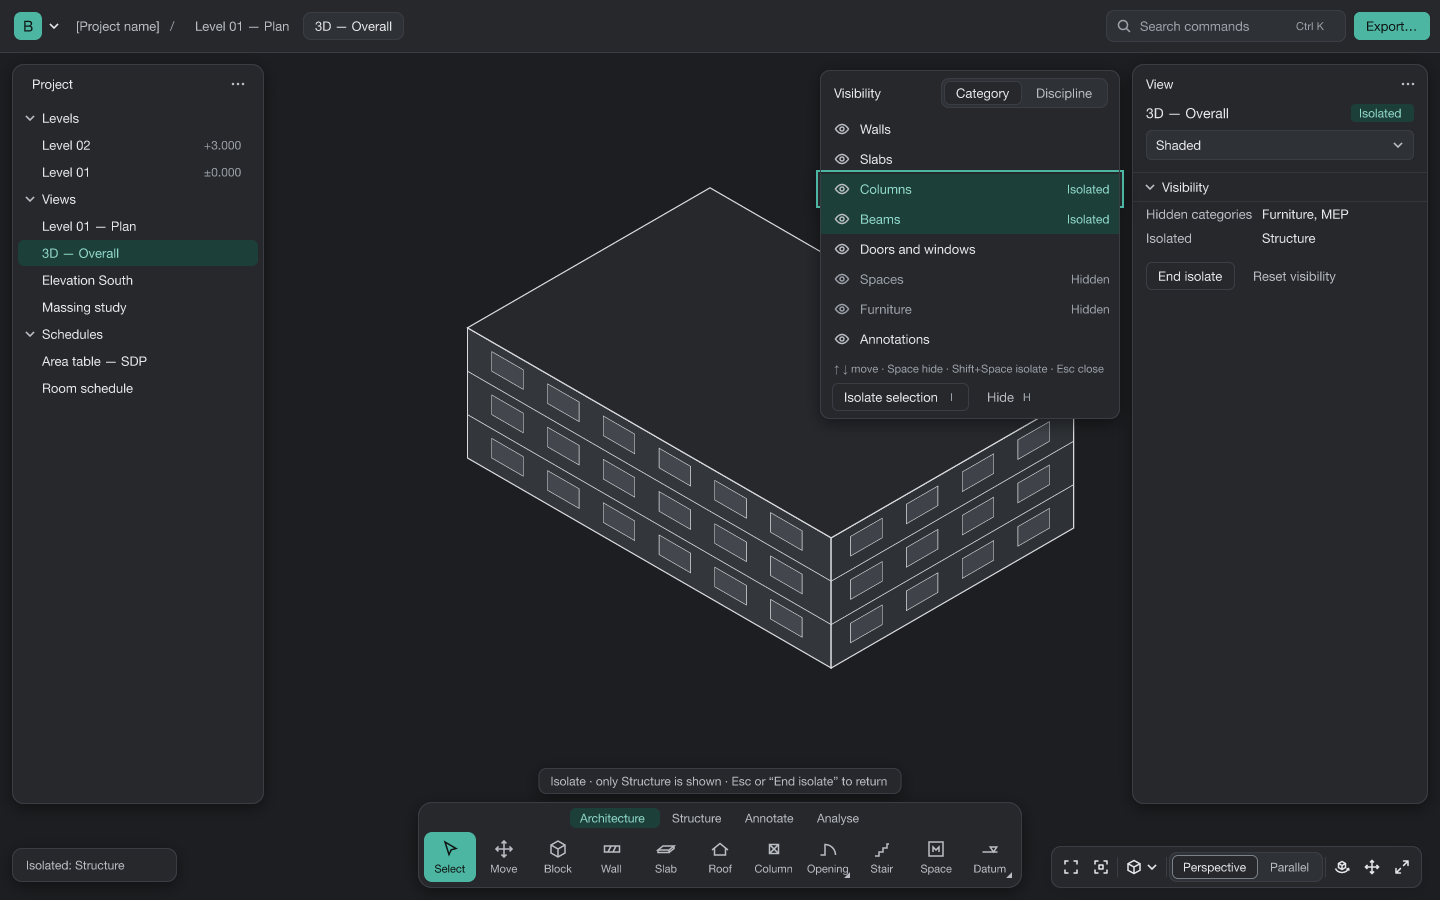 B
[Project name] /
Level 01 — Plan
3D — Overall
Search commands
Ctrl K
Export...
Project
Levels
Level 02 +3.000
Level 01 ±0.000
Views
Level 01 — Plan
3D — Overall
Elevation South
Massing study
Schedules
Area table — SDP
Room schedule
Visibility
Category
Discipline
Walls
Slabs
Columns Isolated
Beams Isolated
Doors and windows
Spaces Hidden
Furniture Hidden
Annotations
↑ ↓ move · Space hide · Shift+Space isolate · Esc close
Isolate selection I
Hide H
View
3D — Overall Isolated
Shaded
Visibility
Hidden categories Furniture, MEP
Isolated Structure
End isolate
Reset visibility
Isolate · only Structure is shown · Esc or “End isolate” to return
Architecture
Structure
Annotate
Analyse
Select
Move
Block
Wall
Slab
Roof
Column
Opening
Stair
Space
Datum
Isolated: Structure
Perspective
Parallel